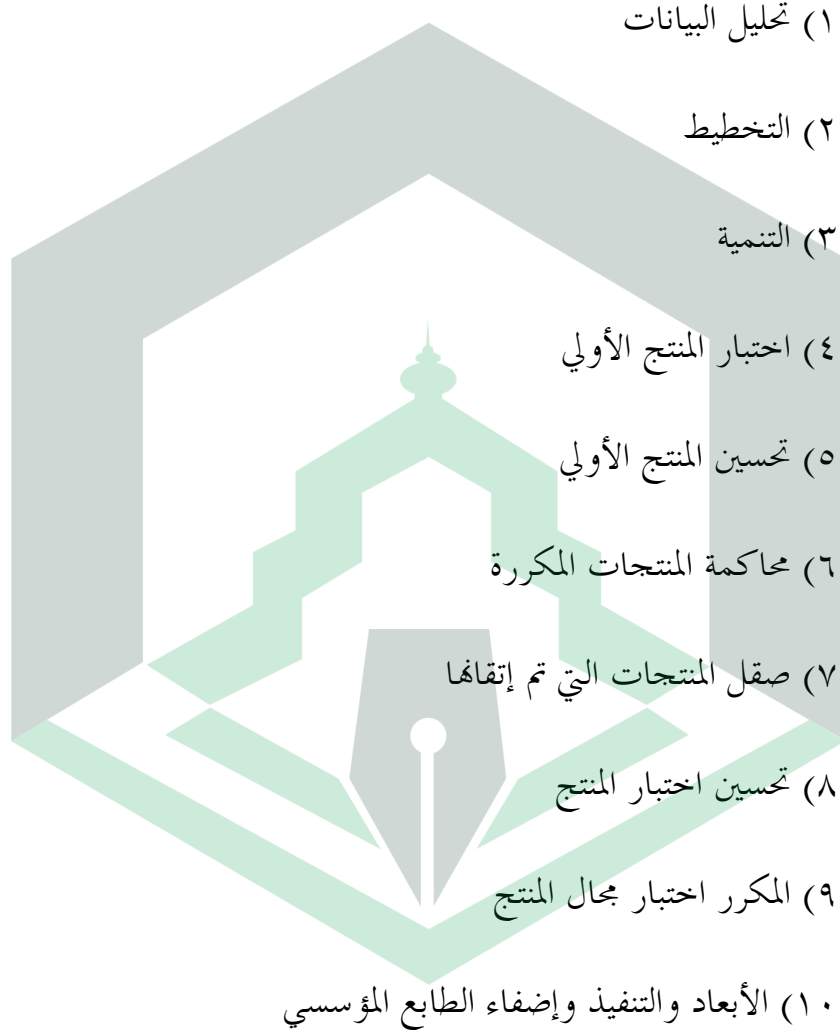 ١) تحليل البيانات
٢) التخطيط
٣) التنمية
٤) اختبار المنتج الأولي
٥) تحسين المنتج الأولي
٦) محاكمة المنتجات المكررة
٧) صقل المنتجات التي تم إتقانها
٨) تحسين اختبار المنتج
٩) المكرر اختبار مجال المنتج
١٠) الأبعاد والتنفيذ وإضفاء الطابع المؤسسي